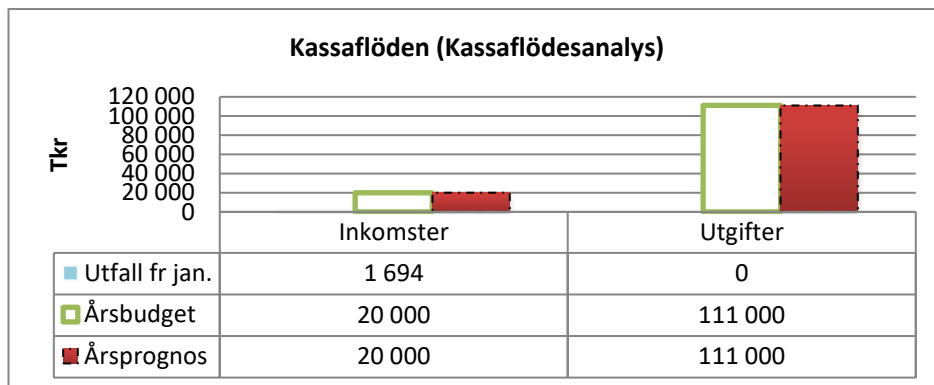 Kassaflöden (Kassaflödesanalys)
Tkr
120 000
100 000
80 000
60 000
40 000
20 000
0
Inkomster Utgifter
Utfall fr jan. 1 694 0
Årsbudget 20 000 111 000
Årsprognos 20 000 111 000